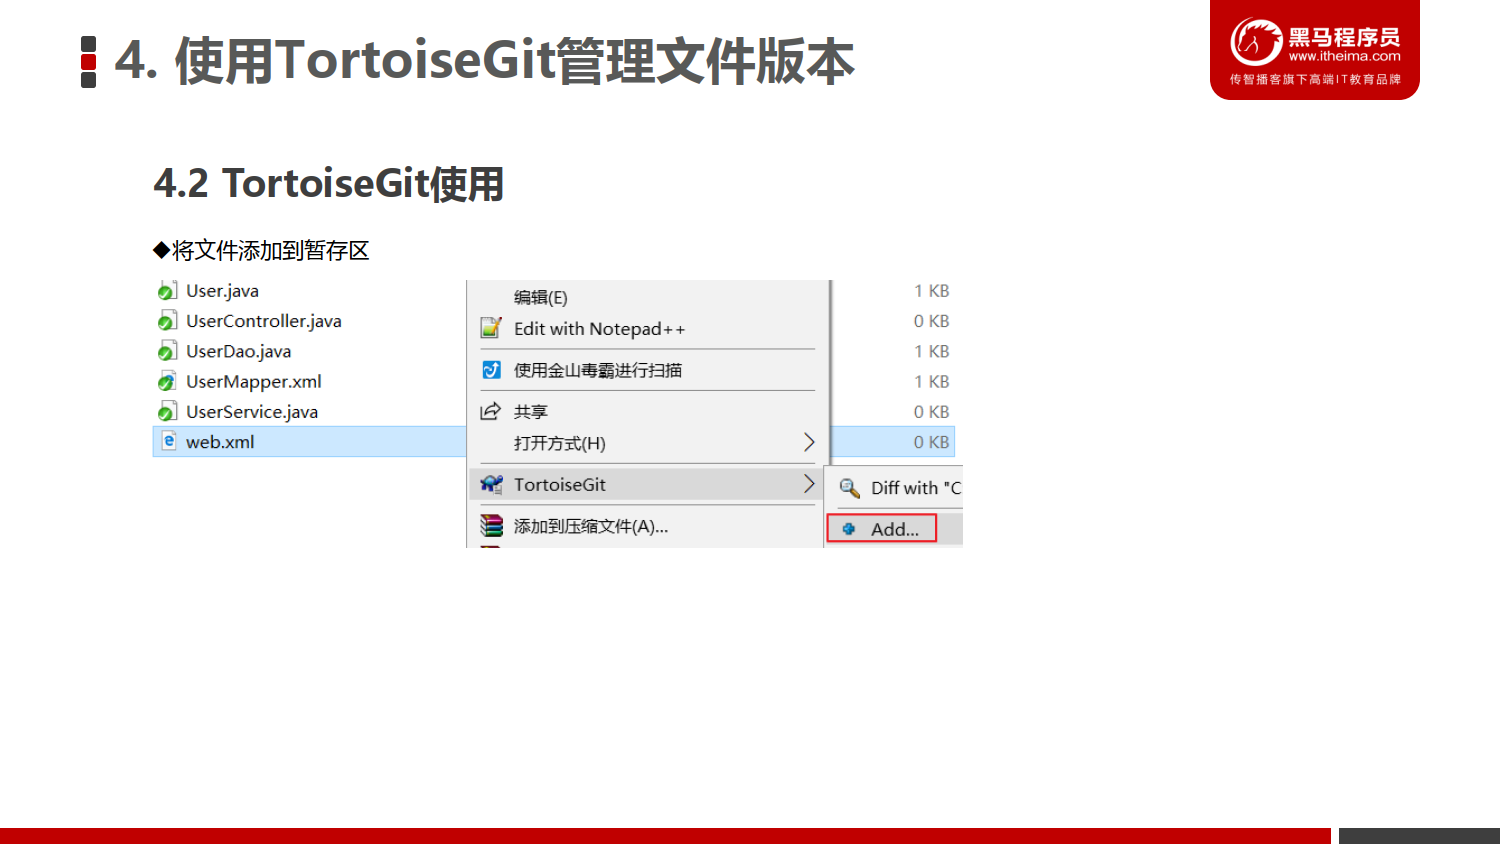 4. 使用TortoiseGit管理文件版本
黑马程序员
www.itheima.com
传智播客旗下高端IT教育品牌
4.2 TortoiseGit使用
◆将文件添加到暂存区
User.java
1 KB
UserController.java
0 KB
UserDao.java
1 KB
UserMapper.xml
1 KB
UserService.java
0 KB
web.xml
0 KB
编辑(E)
Edit with Notepad++
使用金山毒霸进行扫描
共享
打开方式(H)
TortoiseGit
添加到压缩文件(A)...
Diff with "C
Add...